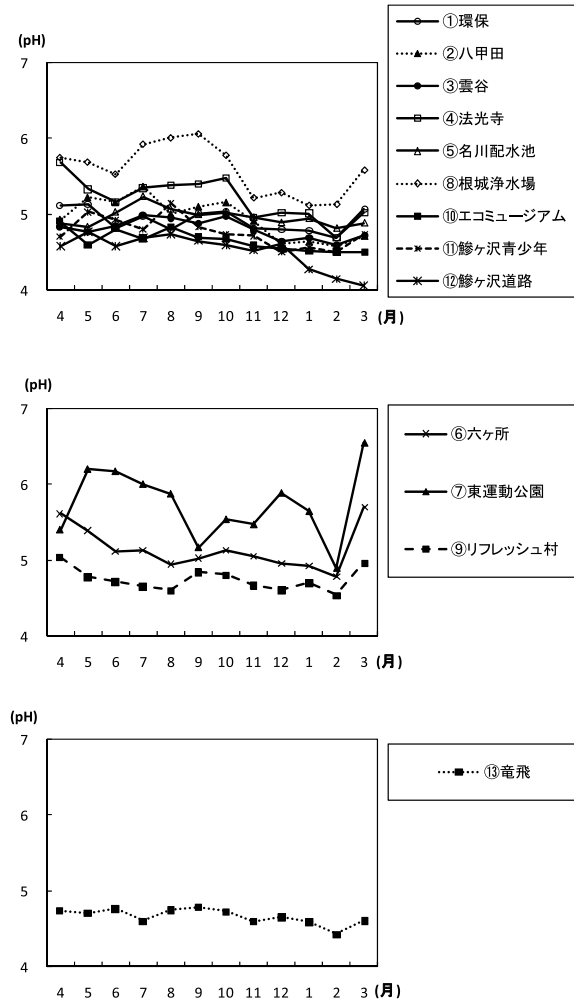 (pH)
7
6
5
4
4 5 6 7 8 9 10 11 12 1 2 3 (月)
①環保
②八甲田
③雲谷
④法光寺
⑤名川配水池
⑧根城浄水場
⑩エコミュージアム
⑪鰺ヶ沢青少年
⑫鰺ヶ沢道路
(pH)
7
6
5
4
4 5 6 7 8 9 10 11 12 1 2 3 (月)
⑥六ヶ所
⑦東運動公園
⑨リフレッシュ村
(pH)
7
6
5
4
4 5 6 7 8 9 10 11 12 1 2 3 (月)
⑬竜飛